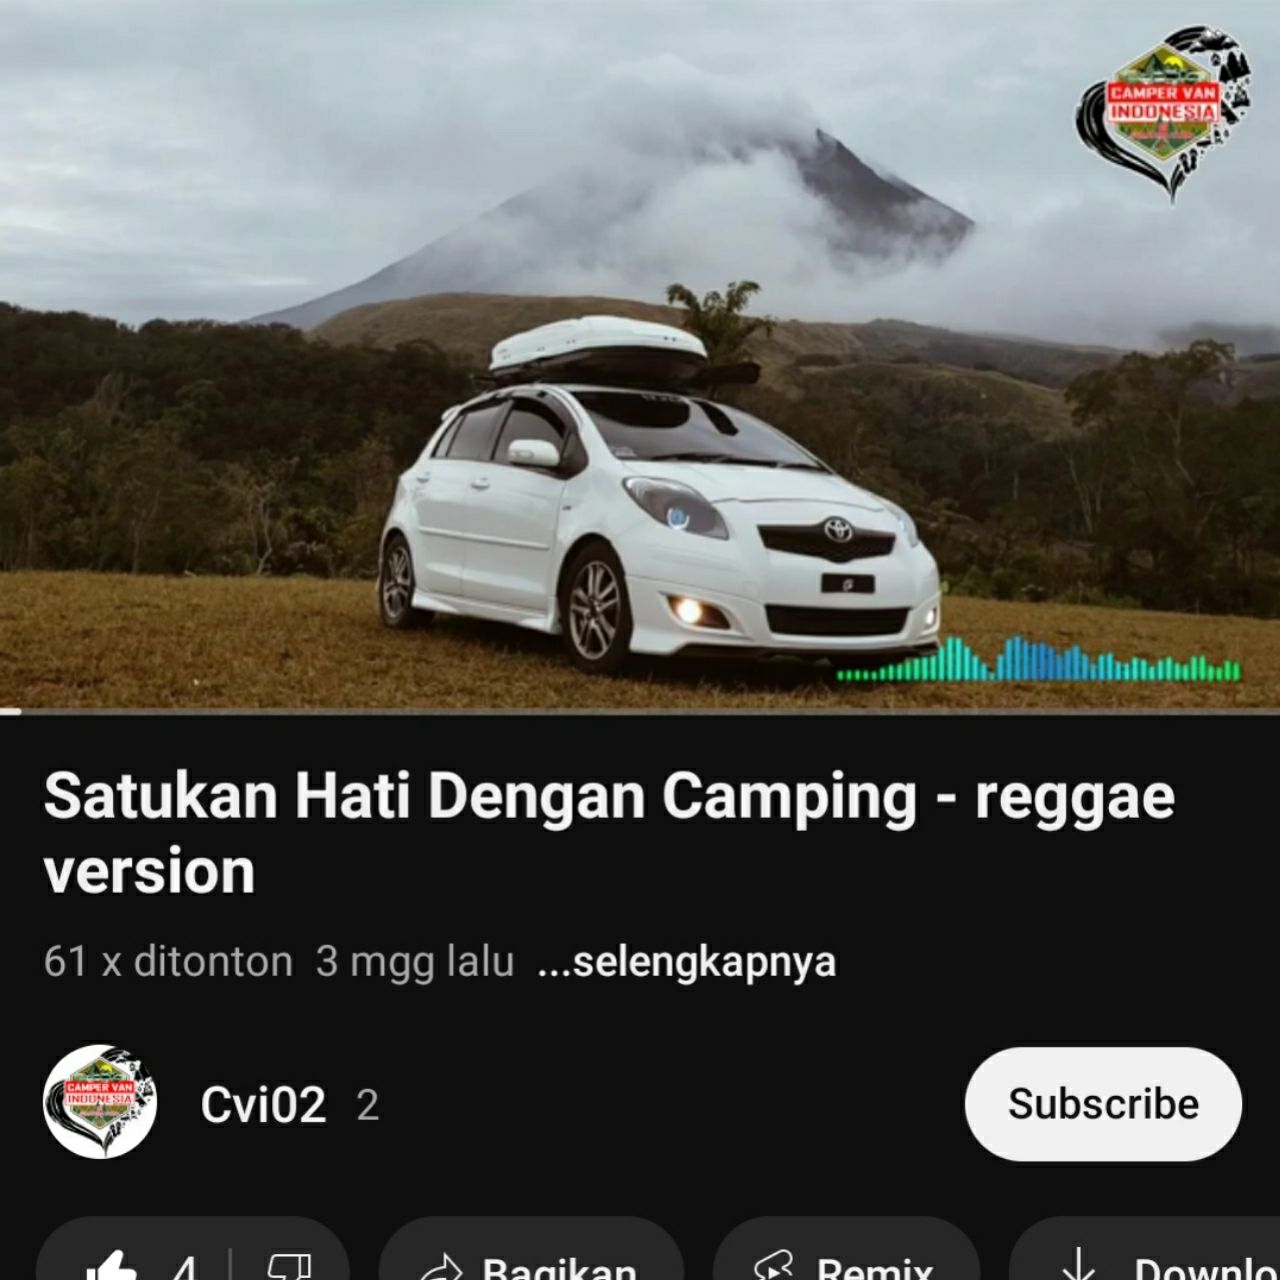 CAMPER VAN
INDONESIA
Satukan Hati Dengan Camping - reggae
version
61 x ditonton 3 mgg lalu ...selengkapnya
CAMPER VAN
INDONESIA
Cvi02 2
Subscribe
4
Bagikan
Remix
Downlo